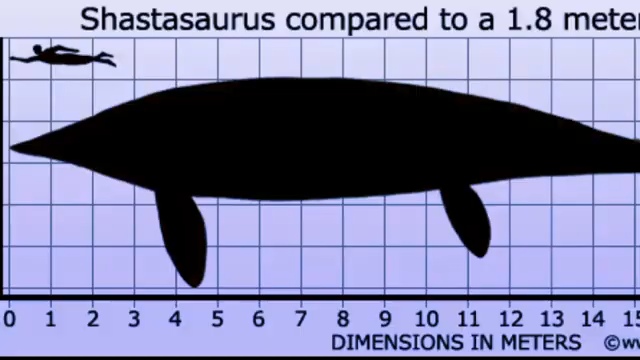 Shastasaurus compared to a 1.8 meter
0 1 2 3 4 5 6 7 8 9 10 11 12 13 14 15
DIMENSIONS IN METERS ©